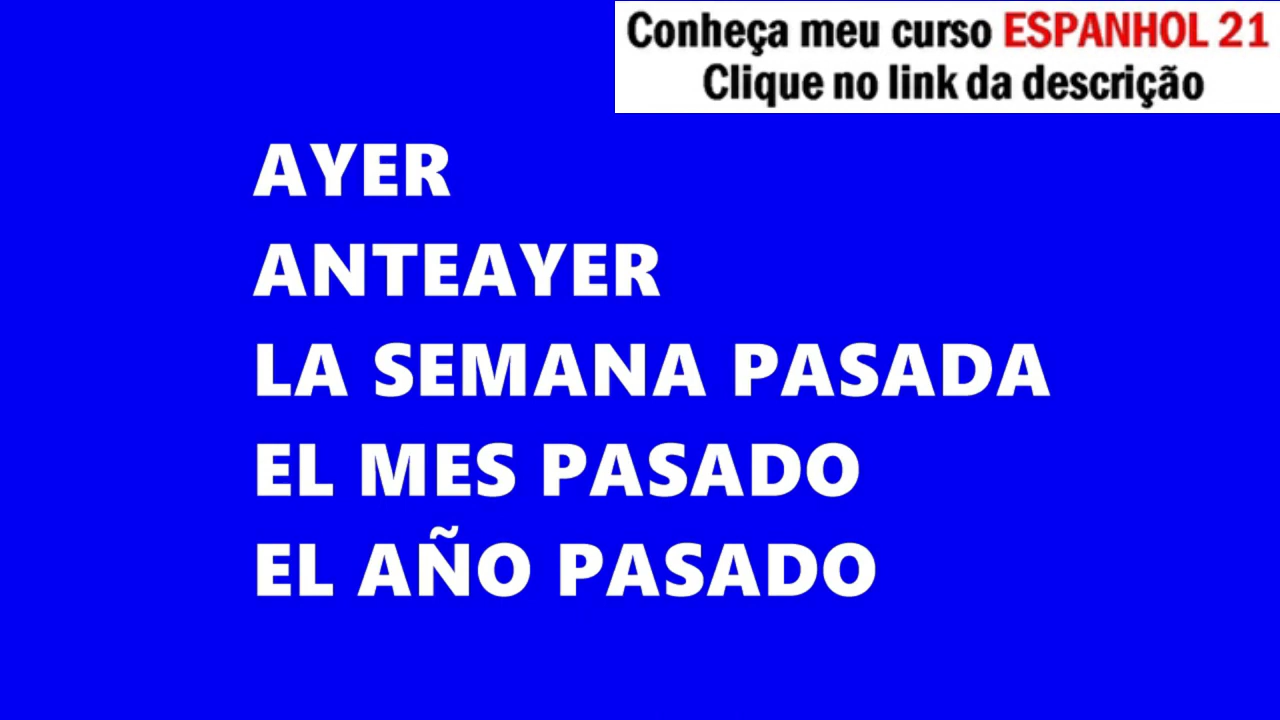 Conheça meu curso ESPANHOL 21
Clique no link da descrição
AYER
ANTEAYER
LA SEMANA PASADA
EL MES PASADO
EL AÑO PASADO